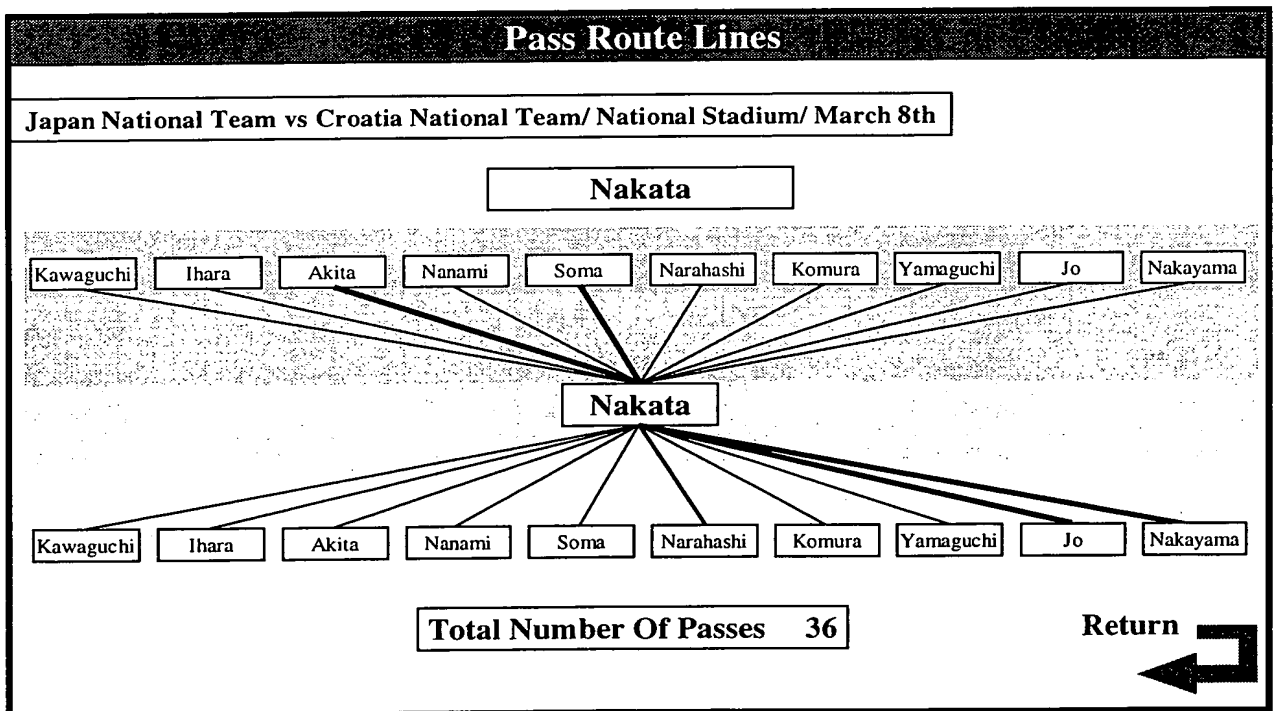 Pass Route Lines
Japan National Team vs Croatia National Team/ National Stadium/ March 8th
Nakata
Kawaguchi Ihara Akita Nanami Soma Narahashi Komura Yamaguchi Jo Nakayama
Nakata
Kawaguchi Ihara Akita Nanami Soma Narahashi Komura Yamaguchi Jo Nakayama
Total Number Of Passes 36
Return